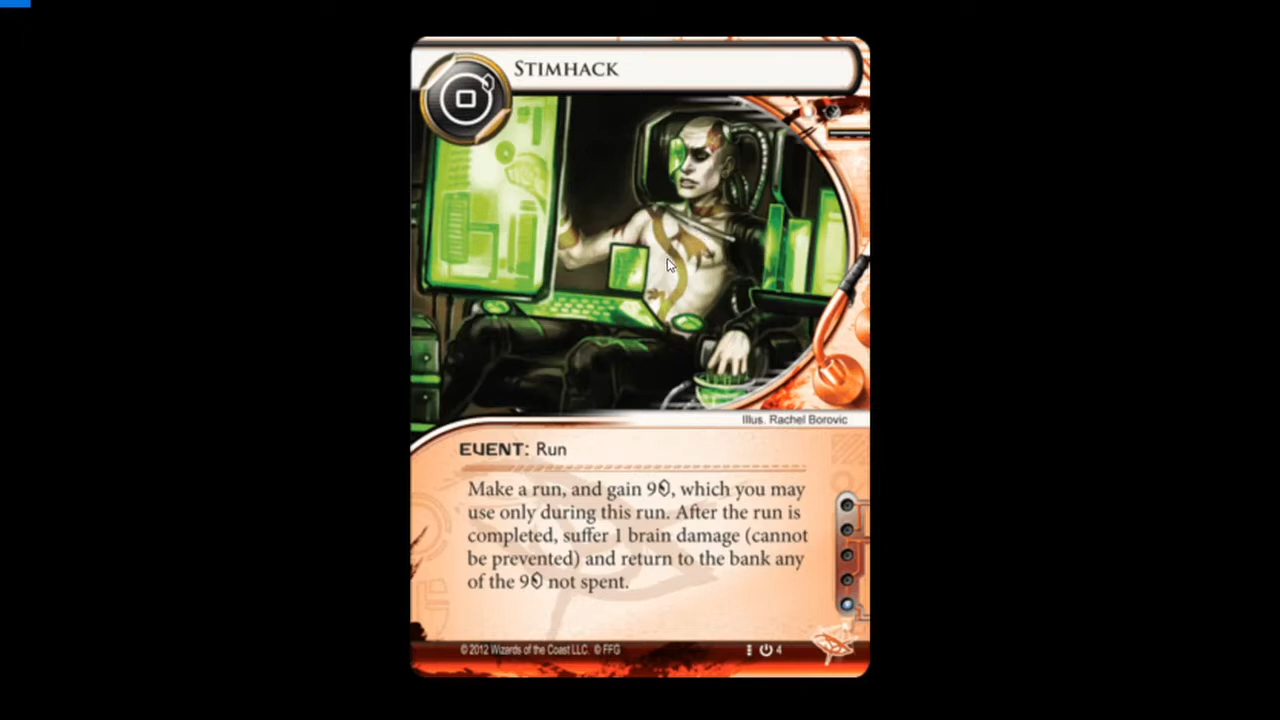 STIMHACK
Illus. Rachel Borovic
EVENT: Run
Make a run, and gain 9, which you may
use only during this run. After the run is
completed, suffer 1 brain damage (cannot
be prevented) and return to the bank any
of the 9 not spent.
© 2012 Wizards of the Coast LLC. © FFG
4